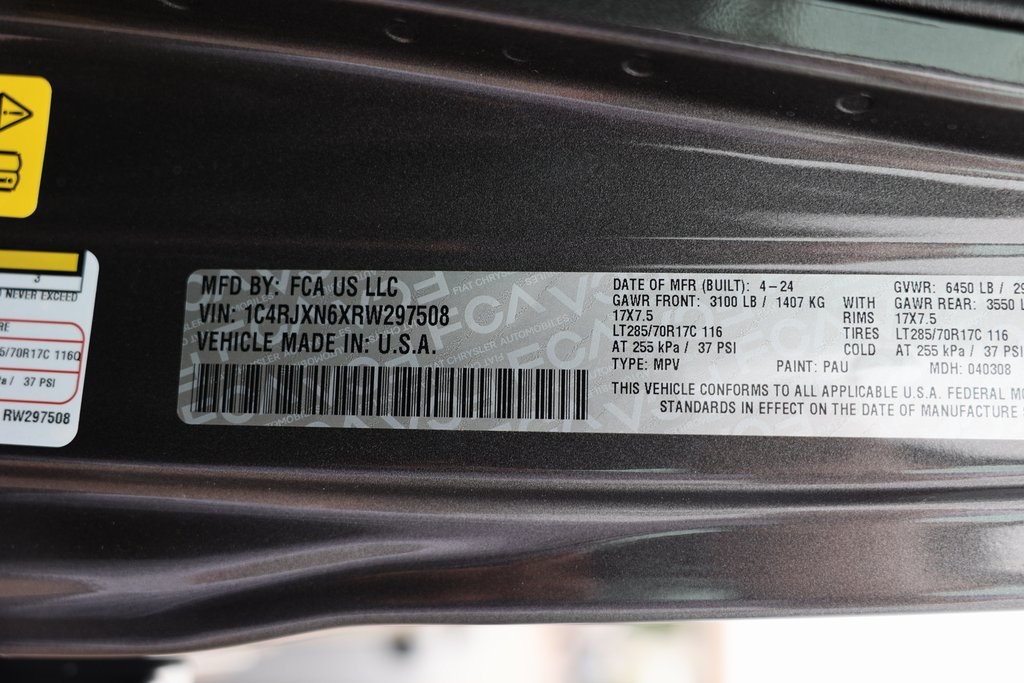 3
NEVER EXCEED
5/70R17C 116Q
/ 37 PSI
RW297508
MFD BY: FCA US LLC
VIN: 1C4RJXN6XRW297508
VEHICLE MADE IN: U.S.A.
DATE OF MFR (BUILT): 4-24
GAWR FRONT: 3100 LB / 1407 KG
17X7.5
LT285/70R17C 116
AT 255 kPa / 37 PSI
TYPE: MPV PAINT: PAU
WITH
RIMS
TIRES
COLD
GVWR: 6450 LB / 29
GAWR REAR: 3550 L
17X7.5
LT285/70R17C 116
AT 255 kPa / 37 PSI
MDH: 040308
THIS VEHICLE CONFORMS TO ALL APPLICABLE U.S.A. FEDERAL M
STANDARDS IN EFFECT ON THE DATE OF MANUFACTURE